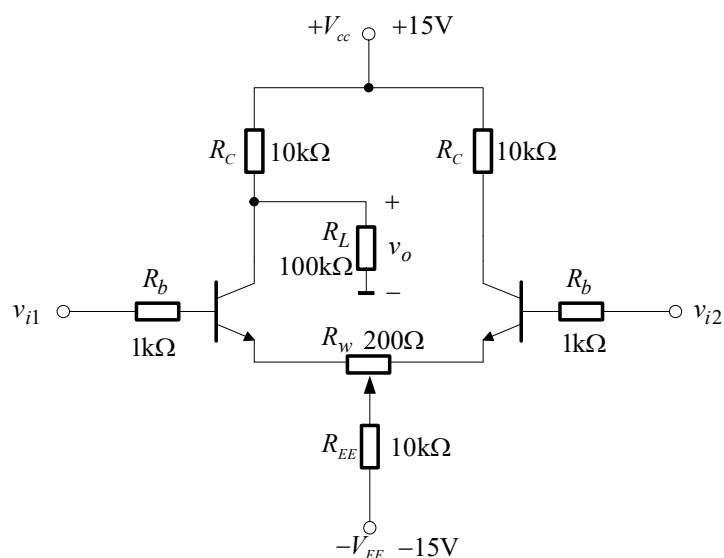 +Vcc +15V
RC 10kΩ RC 10kΩ
+
RL vo
100kΩ
−
Rb Rb
vi1 vi2
1kΩ 1kΩ
Rw 200Ω
REE 10kΩ
−VEE −15V